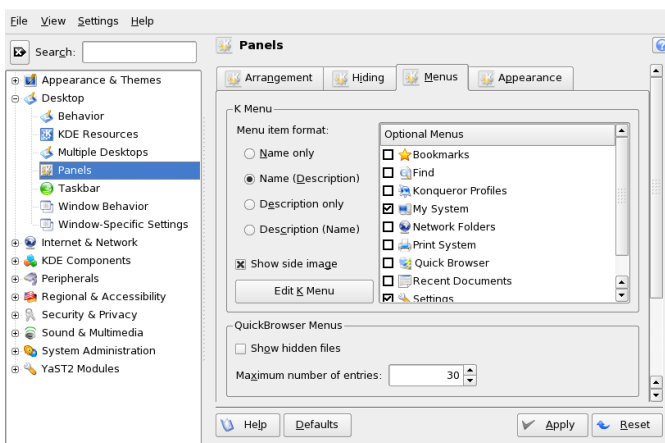 File View Settings Help
Search:
Appearance & Themes
Desktop
Behavior
KDE Resources
Multiple Desktops
Panels
Taskbar
Window Behavior
Window-Specific Settings
Internet & Network
KDE Components
Peripherals
Regional & Accessibility
Security & Privacy
Sound & Multimedia
System Administration
YaST2 Modules
Panels
Arrangement Hiding Menus Appearance
K Menu
Menu item format:
Name only
Name (Description)
Description only
Description (Name)
Show side image
Edit K Menu
Optional Menus
Bookmarks
Find
Konqueror Profiles
My System
Network Folders
Print System
Quick Browser
Recent Documents
Settings
QuickBrowser Menus
Show hidden files
Maximum number of entries: 30
Help Defaults Apply Reset